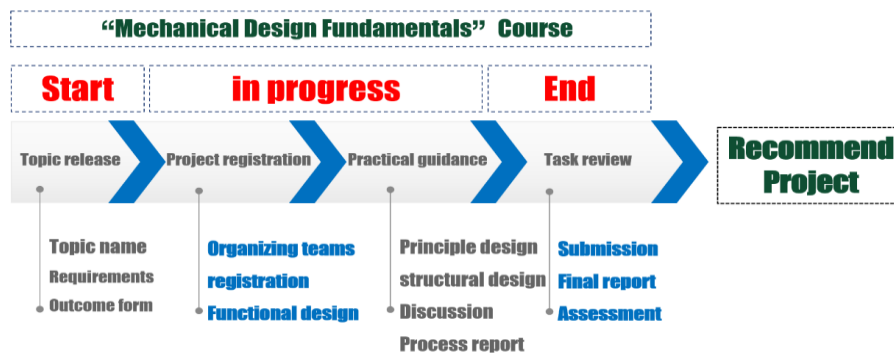 “Mechanical Design Fundamentals” Course
Start
in progress
End
Topic release
Project registration
Practical guidance
Task review
Recommend
Project
Topic name
Requirements
Outcome form
Organizing teams
registration
Functional design
Principle design
structural design
Discussion
Process report
Submission
Final report
Assessment